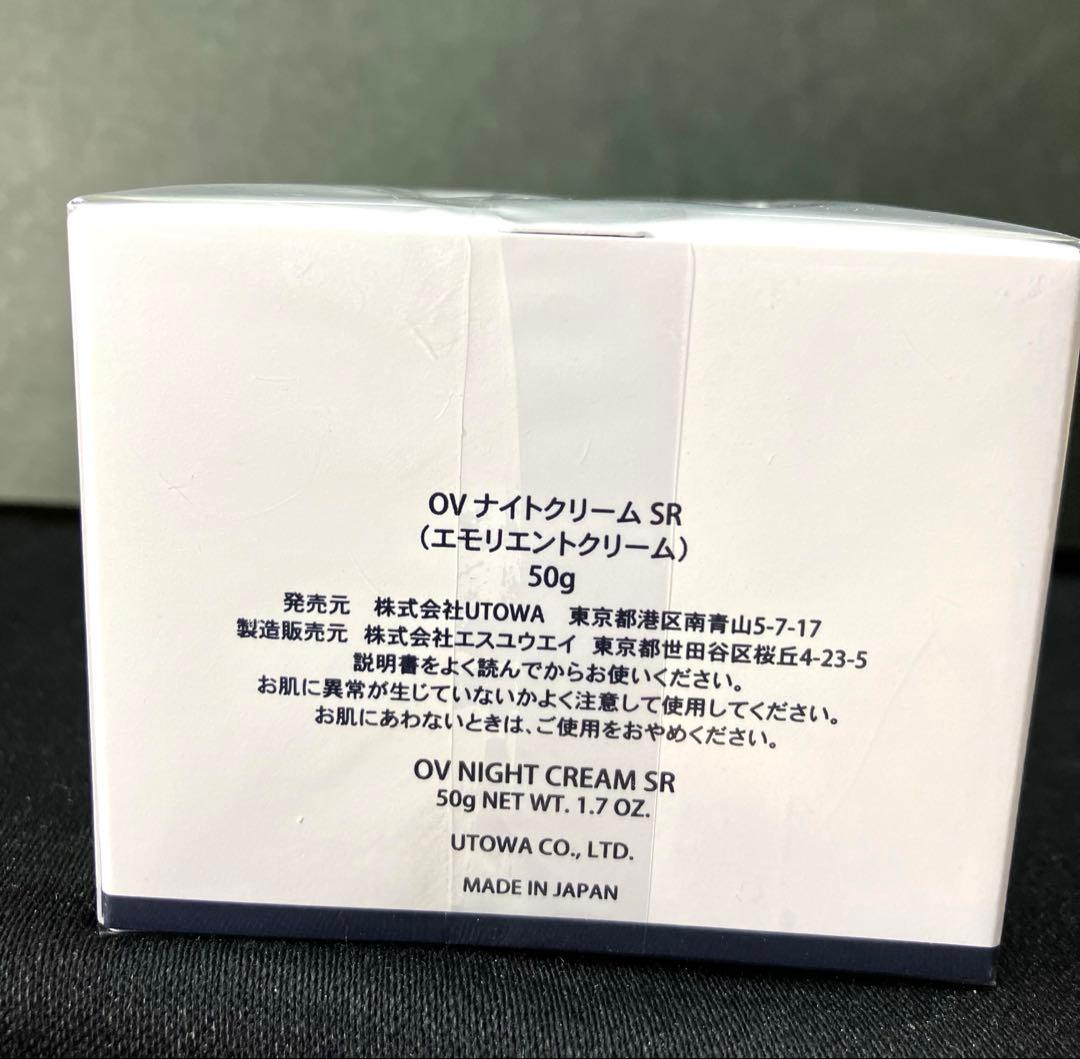 OV ナイトクリーム SR
（エモリエントクリーム）
50g
発売元　株式会社UTOWA　東京都港区南青山5-7-17
製造販売元　株式会社エスユウエイ　東京都世田谷区桜丘4-23-5
説明書をよく読んでからお使いください。
お肌に異常が生じていないかよく注意して使用してください。
お肌にあわないときは、ご使用をおやめください。
OV NIGHT CREAM SR
50g NET WT. 1.7 OZ.
UTOWA CO., LTD.
MADE IN JAPAN